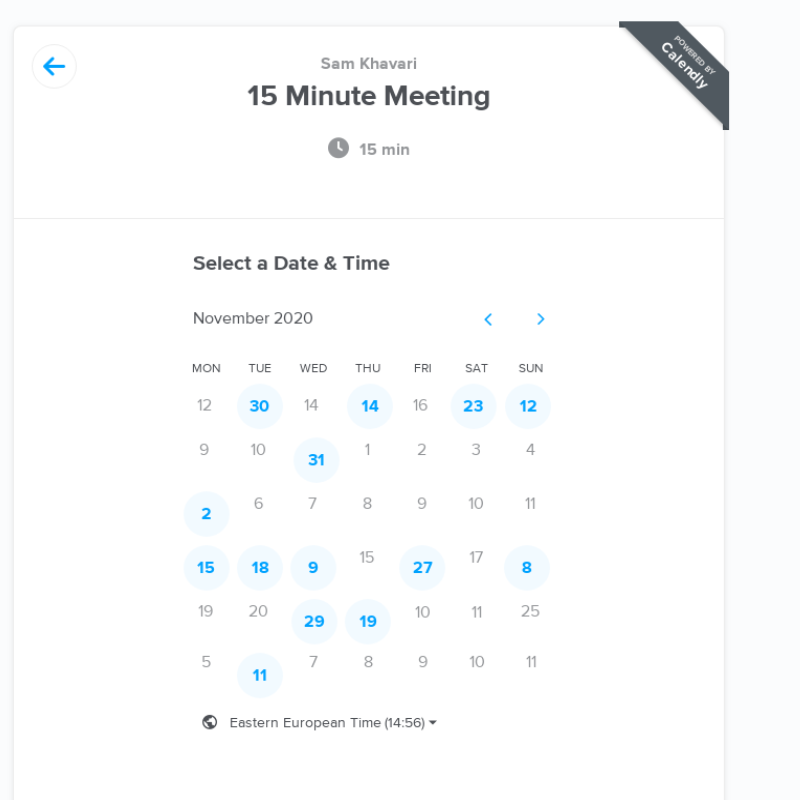 POWERED BY
Calendly
Sam Khavari
15 Minute Meeting
15 min
Select a Date & Time
November 2020
MON TUE WED THU FRI SAT SUN
12 30 14 14 16 23 12
9 10 31 1 2 3 4
2 6 7 8 9 10 11
15 18 9 15 27 17 8
19 20 29 19 10 11 25
5 11 7 8 9 10 11
Eastern European Time (14:56)